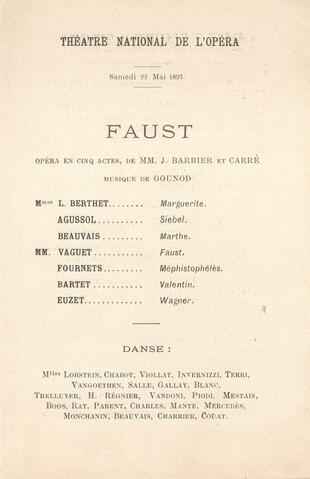 THÉATRE NATIONAL DE L'OPÉRA
Samedi 22 Mai 1897.
FAUST
OPÉRA EN CINQ ACTES, DE MM. J. BARBIER ET CARRÉ
MUSIQUE DE GOUNOD
Mmes L. BERTHET........ Marguerite.
AGUSSOL.......... Siebel.
BEAUVAIS......... Marthe.
MM. VAGUET........... Faust.
FOURNETS........ Méphistophélès.
BARTET........... Valentin.
EUZET............ Wagner.
DANSE :
Mlles LOBSTEIN, CHABOT, VIOLLAT, INVERNIZZI, TERRI,
VANGOETHEN, SALLE, GALLAY, BLANC,
TRELLUYER, H. RÉGNIER, VANDONI, PIODI, MESTAIS,
BOOS, RAT, PARENT, CHARLES, MANTE, MERCEDÈS,
MONCHANIN, BEAUVAIS, CHARRIER, COUAT.